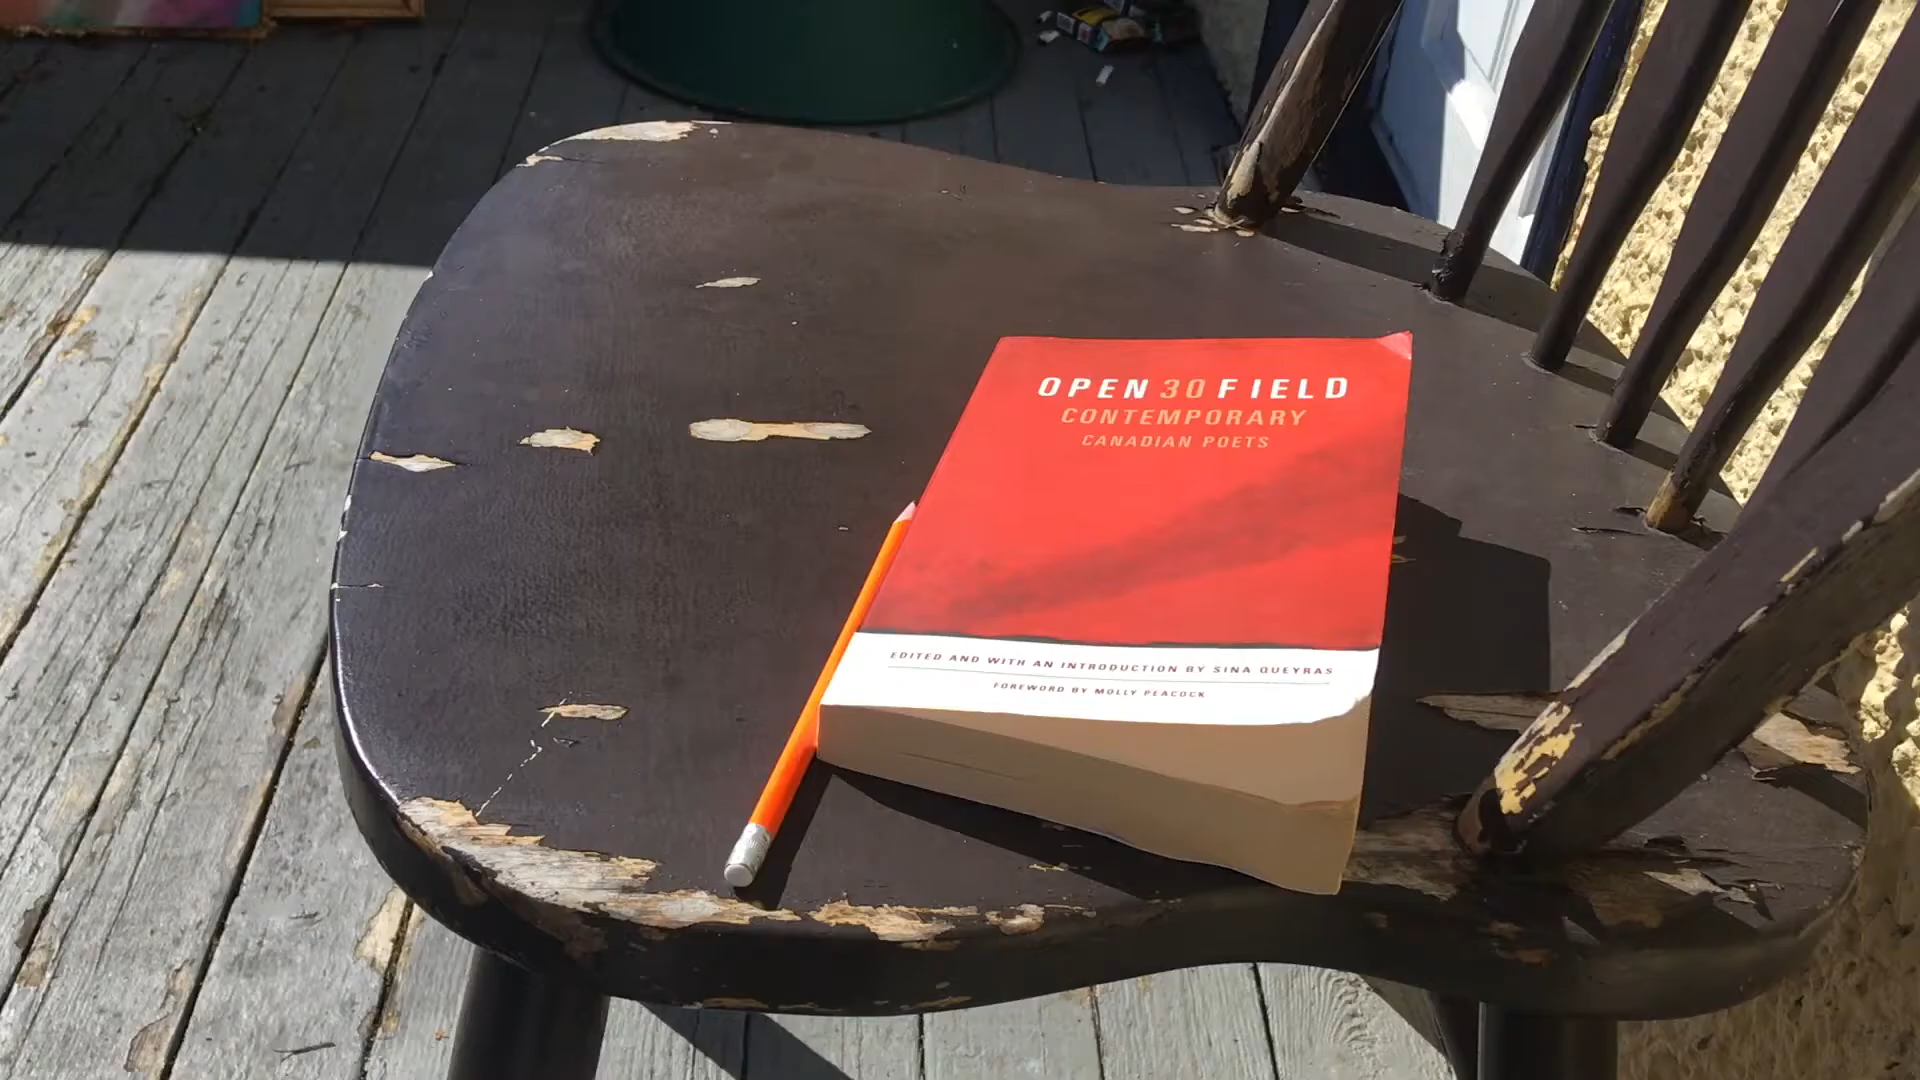 OPEN 30 FIELD
CONTEMPORARY
CANADIAN POETS
EDITED AND WITH AN INTRODUCTION BY SINA QUEYRAS
FOREWORD BY MOLLY PEACOCK